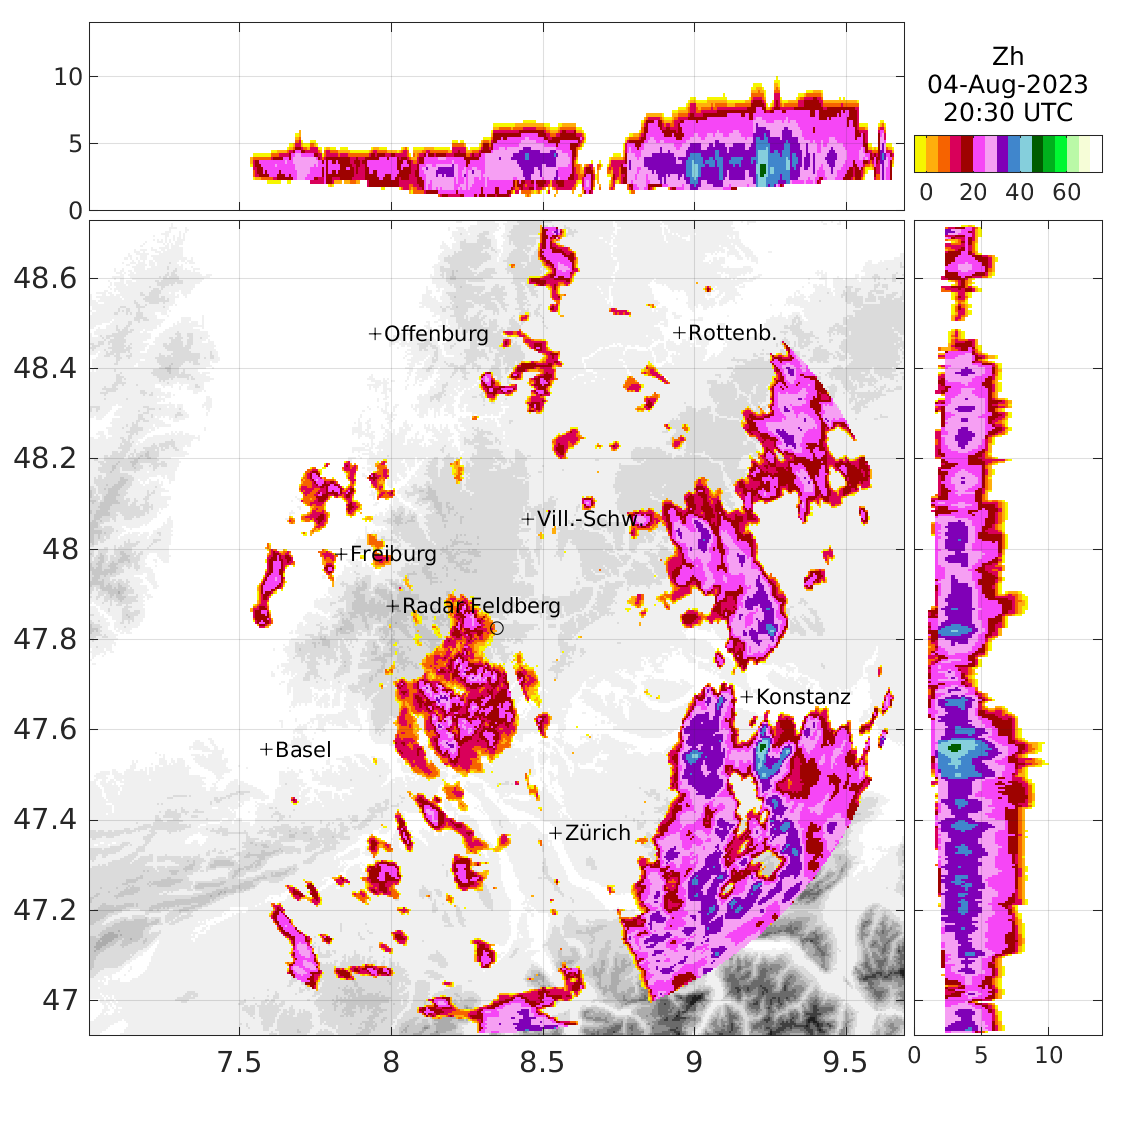 10
5
0
Zh
04-Aug-2023
20:30 UTC
0 20 40 60
48.6
48.4
48.2
48
47.8
47.6
47.4
47.2
47
+Offenburg
+Rottenb.
+Vill.-Schw.
+Freiburg
+Radar Feldberg
+Konstanz
+Basel
+Zürich
7.5 8 8.5 9 9.5
0 5 10